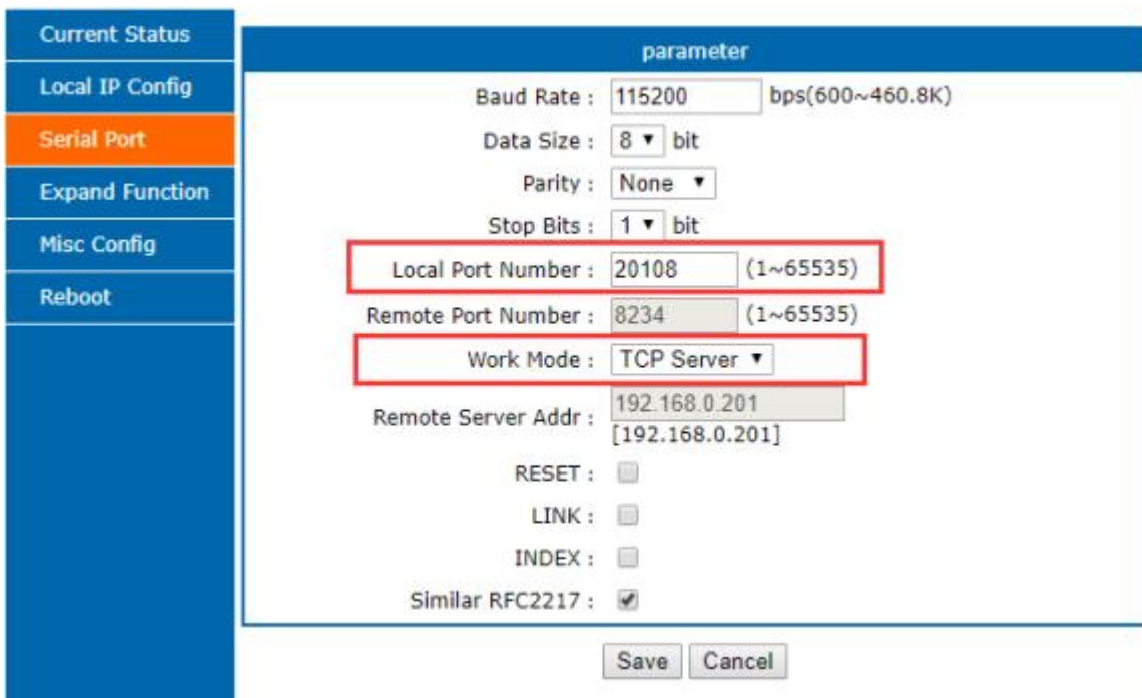 Current Status
Local IP Config
Serial Port
Expand Function
Misc Config
Reboot
parameter
Baud Rate : 115200 bps(600~460.8K)
Data Size : 8 bit
Parity : None
Stop Bits : 1 bit
Local Port Number : 20108 (1~65535)
Remote Port Number : 8234 (1~65535)
Work Mode : TCP Server
Remote Server Addr : 192.168.0.201
[192.168.0.201]
RESET :
LINK :
INDEX :
Similar RFC2217 :
Save Cancel